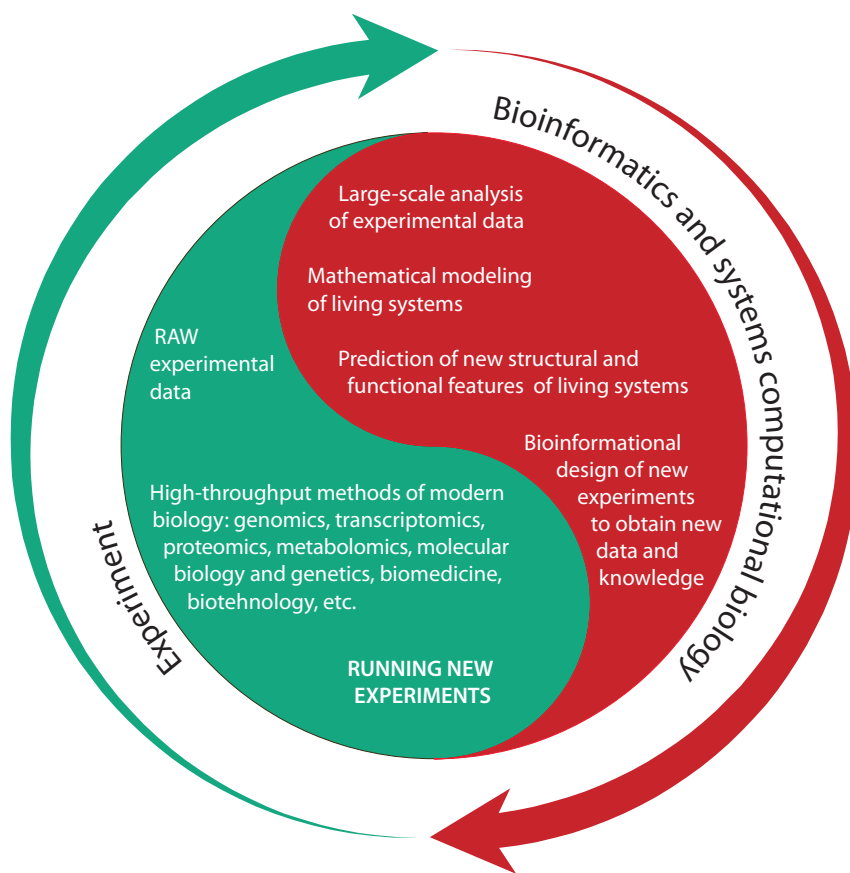 Bioinformatics and systems computational biology
Large-scale analysis
of experimental data
Mathematical modeling
of living systems
RAW
experimental
data
Prediction of new structural and
functional features of living systems
Bioinformational
design of new
experiments
to obtain new
data and
knowledge
High-throughput methods of modern
biology: genomics, transcriptomics,
proteomics, metabolomics, molecular
biology and genetics, biomedicine,
biotehnology, etc.
Experiment
RUNNING NEW
EXPERIMENTS